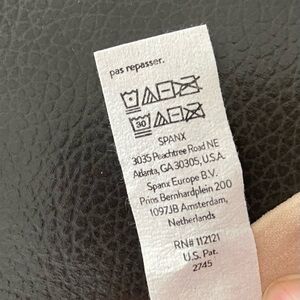 pas repasser.
30
SPANX
3035 Peachtree Road NE
Atlanta, GA 30305, U.S.A.
Spanx Europe B.V.
Prins Bernhardplein 200
1097JB Amsterdam,
Netherlands
RN# 112121
U.S. Pat.
2745